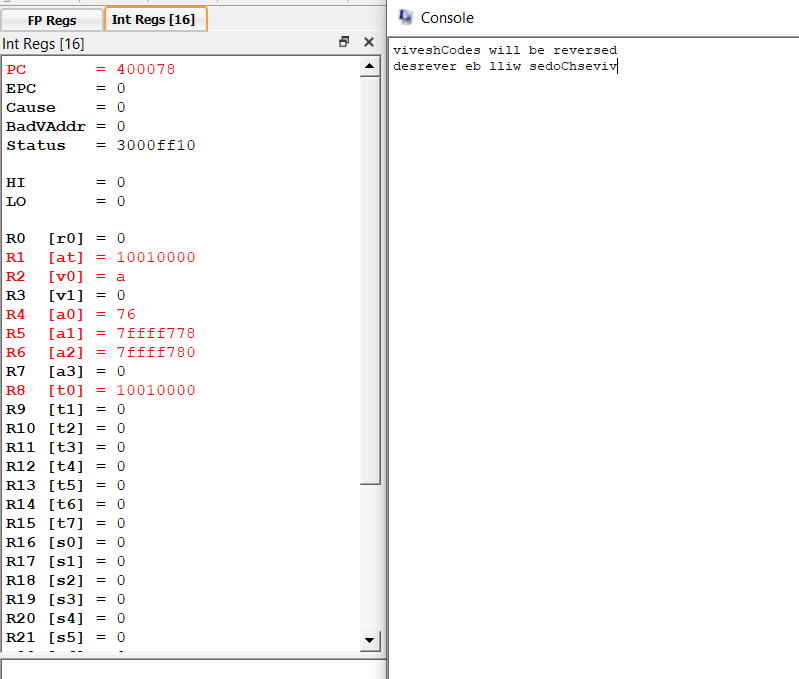 FP Regs Int Regs [16]
Int Regs [16]
PC = 400078
EPC = 0
Cause = 0
BadVAddr = 0
Status = 3000ff10
HI = 0
LO = 0
R0 [r0] = 0
R1 [at] = 10010000
R2 [v0] = a
R3 [v1] = 0
R4 [a0] = 76
R5 [a1] = 7ffff778
R6 [a2] = 7ffff780
R7 [a3] = 0
R8 [t0] = 10010000
R9 [t1] = 0
R10 [t2] = 0
R11 [t3] = 0
R12 [t4] = 0
R13 [t5] = 0
R14 [t6] = 0
R15 [t7] = 0
R16 [s0] = 0
R17 [s1] = 0
R18 [s2] = 0
R19 [s3] = 0
R20 [s4] = 0
R21 [s5] = 0
Console
viveshCodes will be reversed
desrever eb lliw sedoChseviv